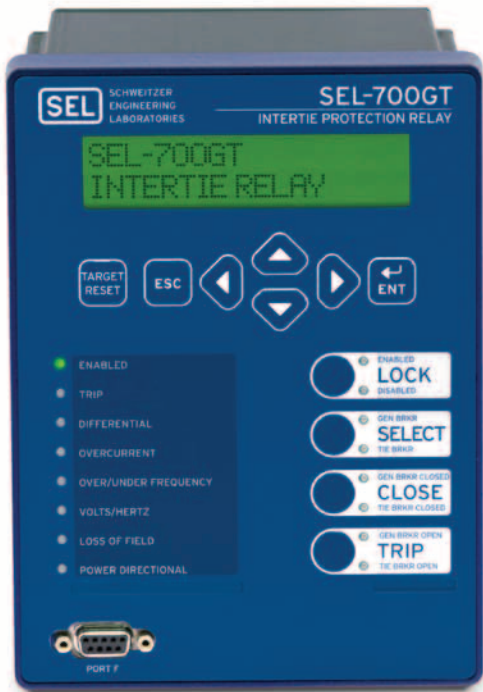 SEL
SCHWEITZER
ENGINEERING
LABORATORIES
SEL-700GT
INTERTIE PROTECTION RELAY
SEL-700GT
INTERTIE RELAY
TARGET
RESET
ESC
ENT
ENABLED
TRIP
DIFFERENTIAL
OVERCURRENT
OVER/UNDER FREQUENCY
VOLTS/HERTZ
LOSS OF FIELD
POWER DIRECTIONAL
ENABLED
LOCK
DISABLED
GEN BRKR
SELECT
TIE BRKR
GEN BRKR CLOSED
CLOSE
TIE BRKR CLOSED
GEN BRKR OPEN
TRIP
TIE BRKR OPEN
PORT F